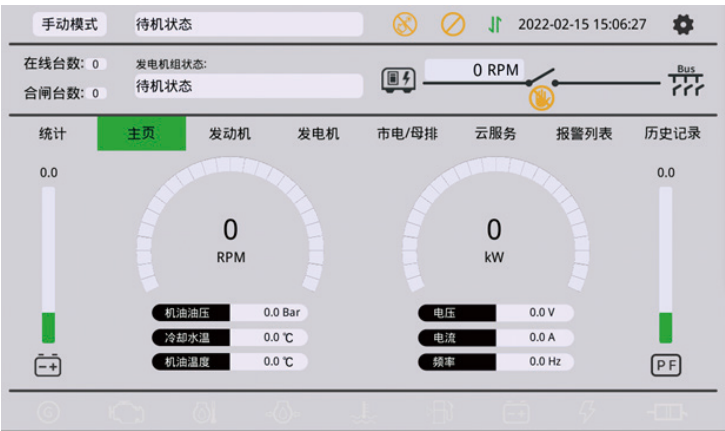 手动模式 待机状态 2022-02-15 15:06:27
在线台数: 0 发电机组状态:
合闸台数: 0 待机状态 0 RPM Bus
统计 主页 发动机 发电机 市电/母排 云服务 报警列表 历史记录
0.0 0.0
0 0
RPM kW
机油油压 0.0 Bar 电压 0.0 V
冷却水温 0.0 ℃ 电流 0.0 A
机油温度 0.0 ℃ 频率 0.0 Hz
PF
G